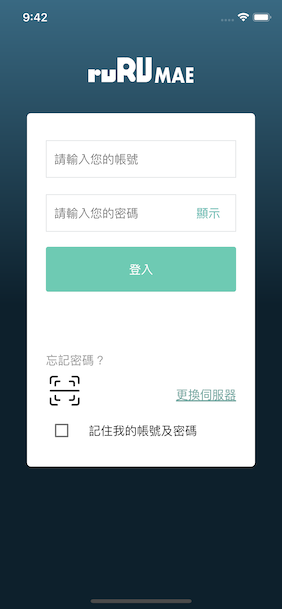 9:42
ruRU MAE
請輸入您的帳號
請輸入您的密碼 顯示
登入
忘記密碼？
更換伺服器
記住我的帳號及密碼